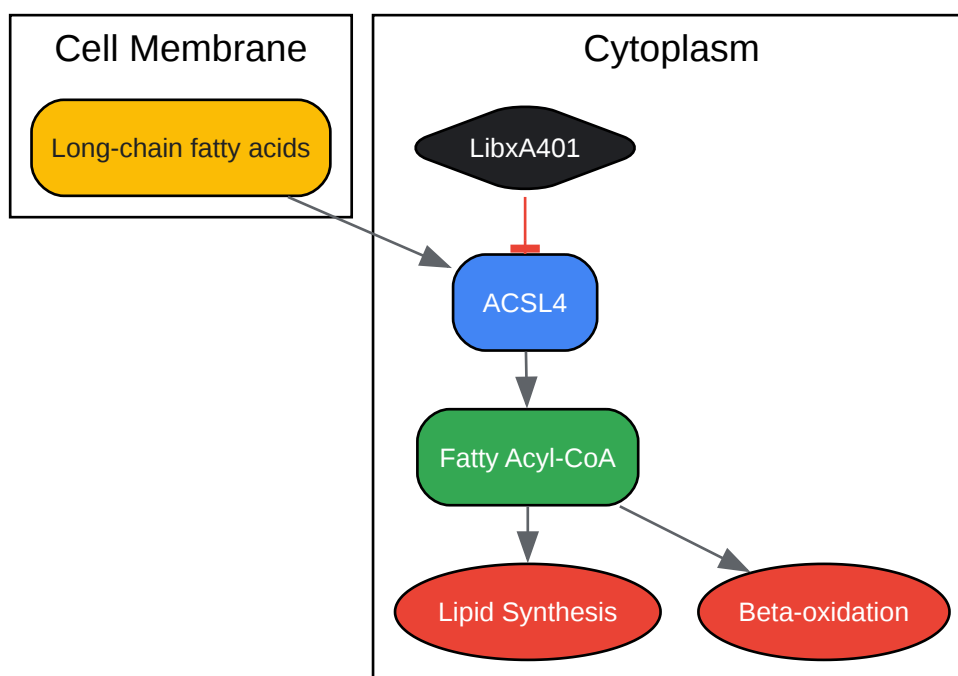 Cell Membrane
Cytoplasm
Long-chain fatty acids
LibxA401
ACSL4
Fatty Acyl-CoA
Lipid Synthesis
Beta-oxidation